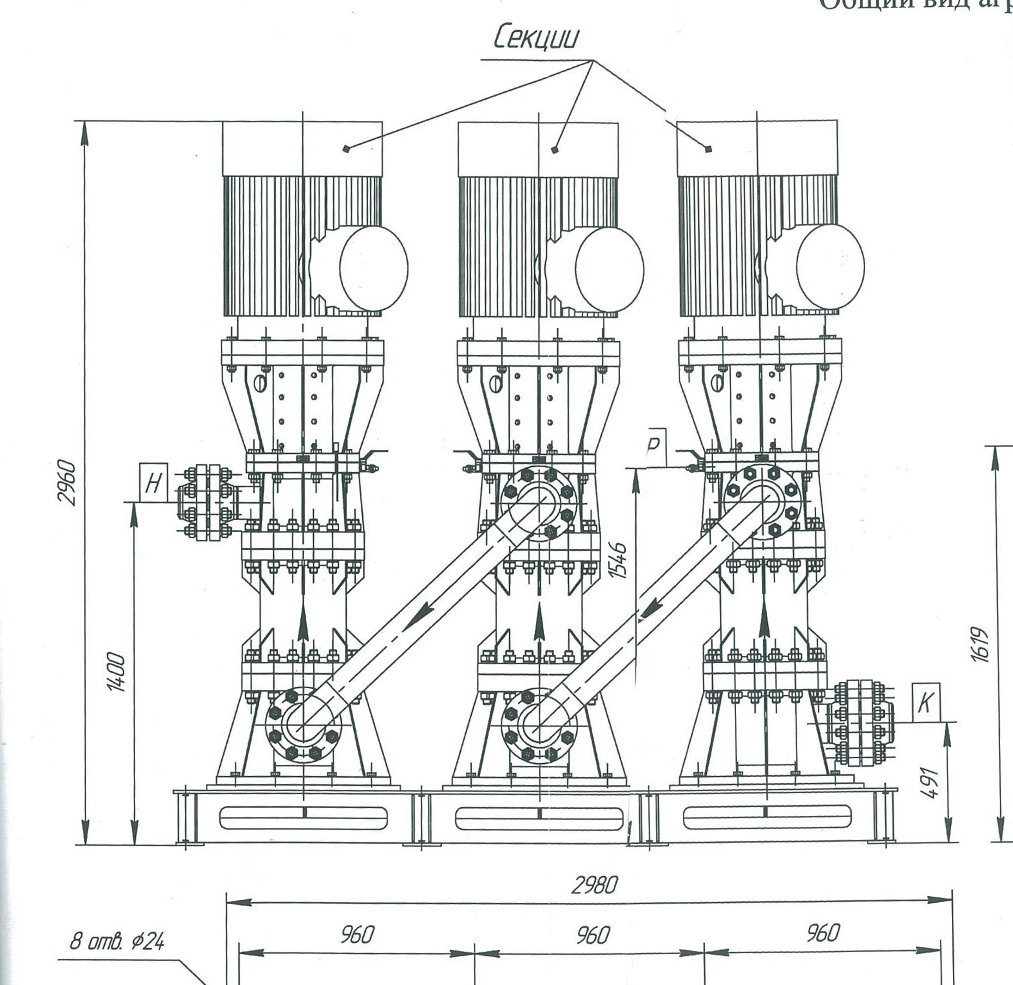 Общий вид агр
Секции
2960
Н
Р
1546
1400
1619
К
491
2980
8 отв. ⌀24
960
960
960